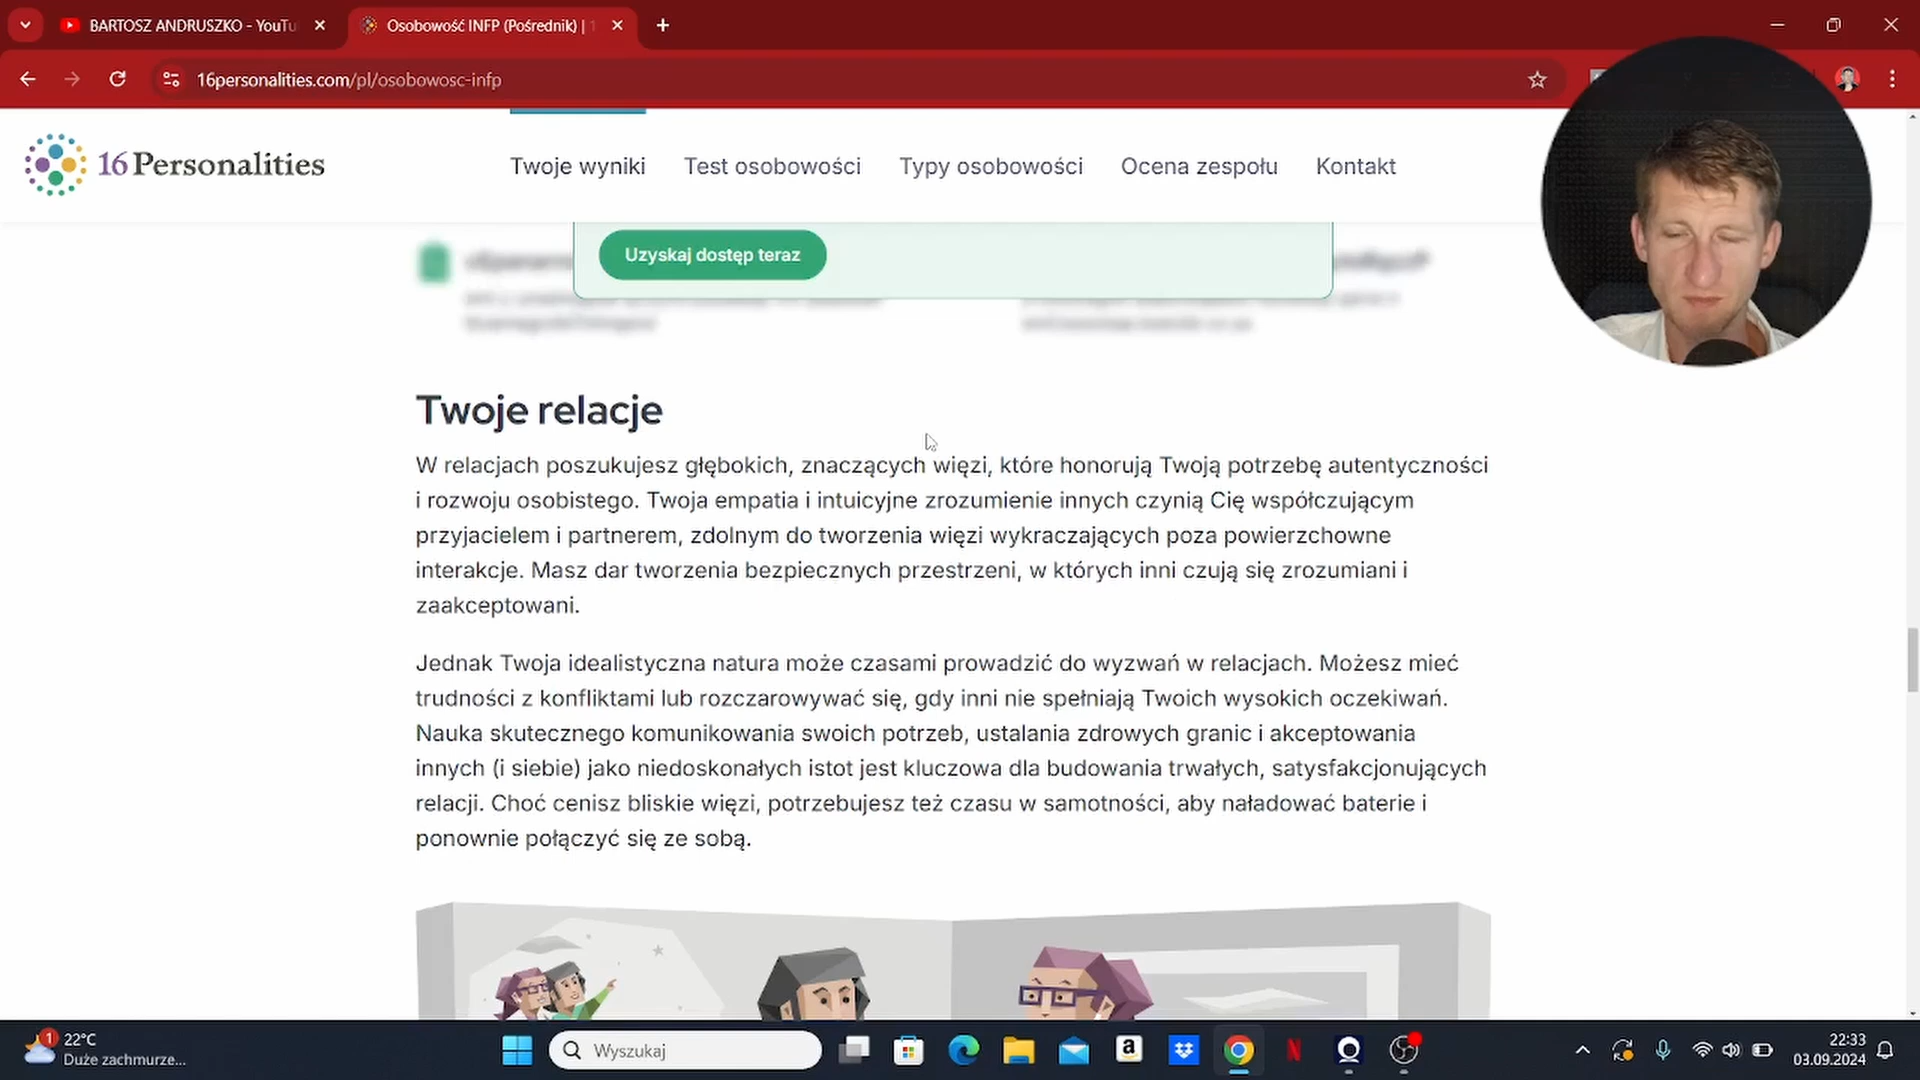 BARTOSZ ANDRUSZKO - YouTu
Osobowość INFP (Pośrednik) |
16personalities.com/pl/osobowosc-infp
16Personalities
Twoje wyniki
Test osobowości
Typy osobowości
Ocena zespołu
Kontakt
Uzyskaj dostęp teraz
Twoje relacje
W relacjach poszukujesz głębokich, znaczących więzi, które honorują Twoją potrzebę autentyczności
i rozwoju osobistego. Twoja empatia i intuicyjne zrozumienie innych czynią Cię współczującym
przyjacielem i partnerem, zdolnym do tworzenia więzi wykraczających poza powierzchowne
interakcje. Masz dar tworzenia bezpiecznych przestrzeni, w których inni czują się zrozumiani i
zaakceptowani.
Jednak Twoja idealistyczna natura może czasami prowadzić do wyzwań w relacjach. Możesz mieć
trudności z konfliktami lub rozczarowywać się, gdy inni nie spełniają Twoich wysokich oczekiwań.
Nauka skutecznego komunikowania swoich potrzeb, ustalania zdrowych granic i akceptowania
innych (i siebie) jako niedoskonałych istot jest kluczowa dla budowania trwałych, satysfakcjonujących
relacji. Choć cenisz bliskie więzi, potrzebujesz też czasu w samotności, aby naładować baterie i
ponownie połączyć się ze sobą.
1
22°C
Duże zachmurze...
Wyszukaj
a
22:33
03.09.2024